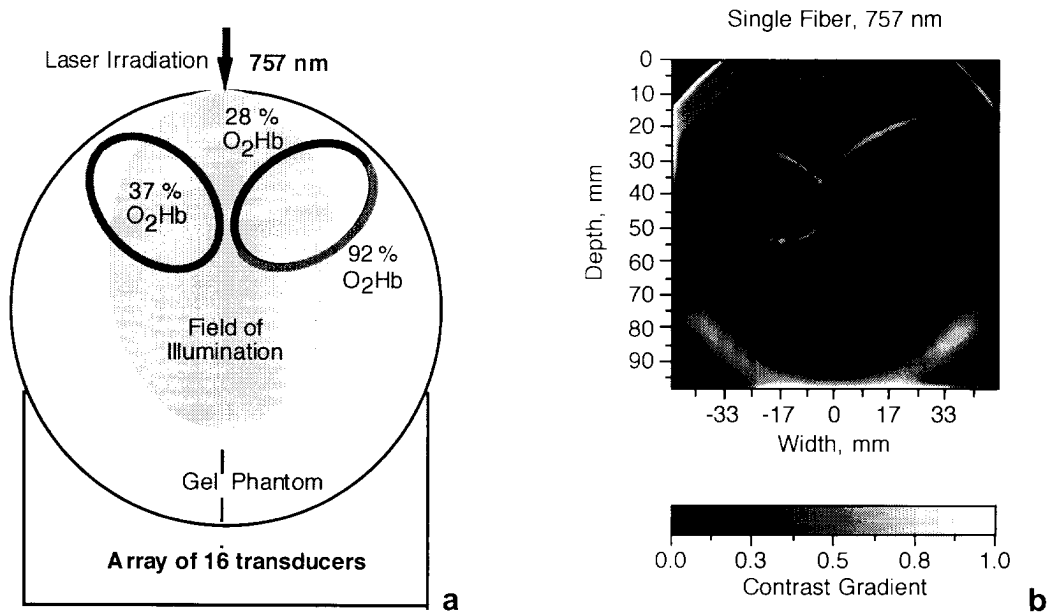 Laser Irradiation 757 nm
28 %
O2Hb
37 %
O2Hb
92 %
O2Hb
Field of
Illumination
Gel Phantom
Array of 16 transducers
a
Single Fiber, 757 nm
0
10
20
30
40
50
60
70
80
90
Depth, mm
-33 -17 0 17 33
Width, mm
0.0 0.3 0.5 0.8 1.0
Contrast Gradient
b